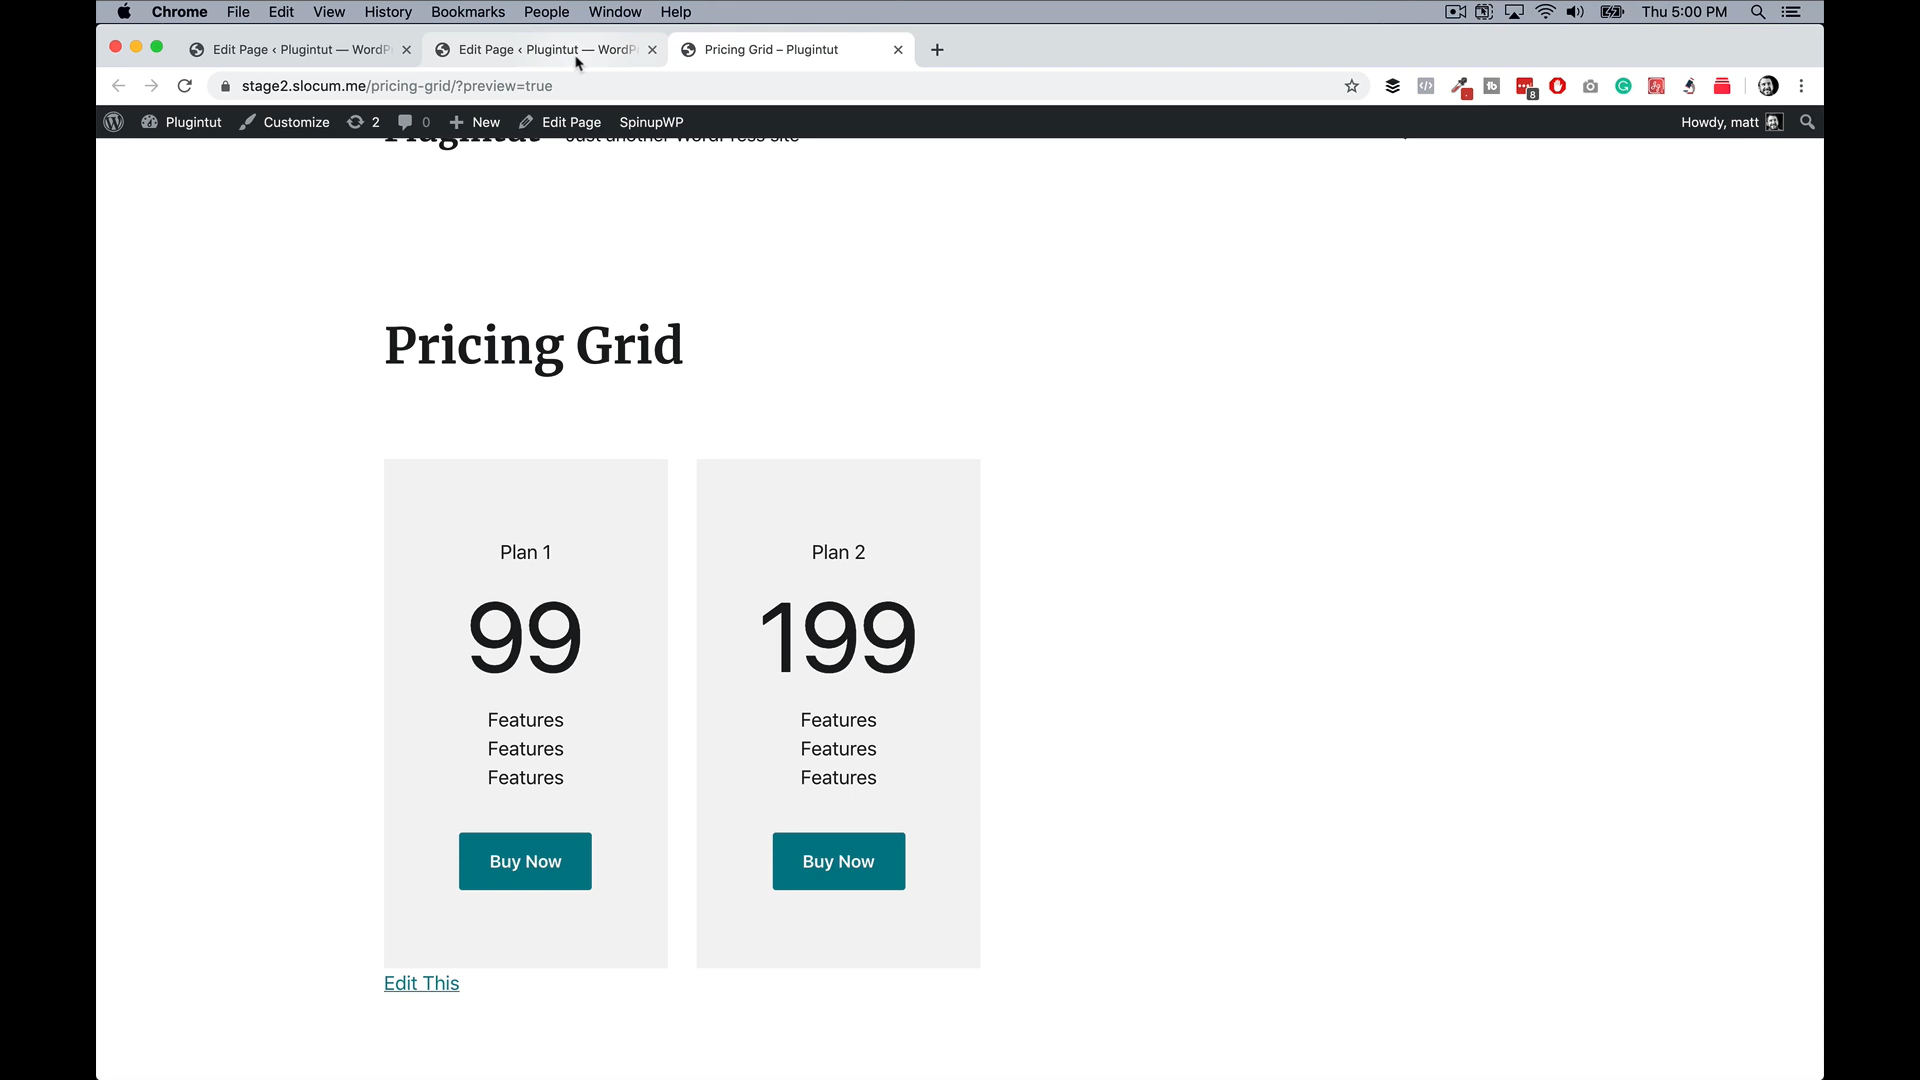 Chrome File Edit View History Bookmarks People Window Help Thu 5:00 PM
Edit Page ‹ Plugintut — WordP Edit Page ‹ Plugintut — WordP Pricing Grid – Plugintut
stage2.slocum.me/pricing-grid/?preview=true 8
Plugintut Customize 2 0 New Edit Page SpinupWP Howdy, matt
Plugintut Just another WordPress site
Pricing Grid
Plan 1 Plan 2
99 199
Features Features
Features Features
Features Features
Buy Now Buy Now
Edit This